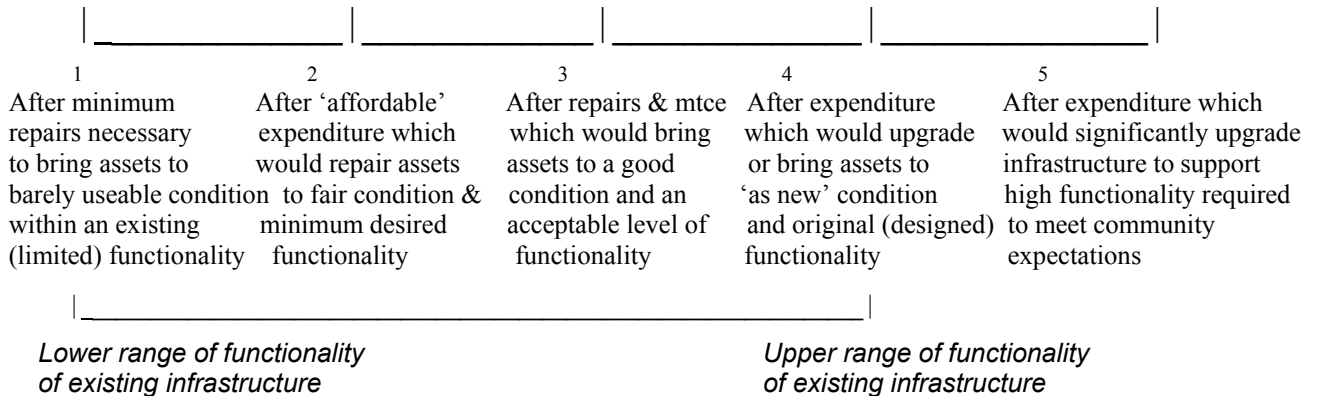 1 2 3 4 5
After minimum
repairs necessary
to bring assets to
barely useable condition
within an existing
(limited) functionality
After ‘affordable’
expenditure which
would repair assets
to fair condition &
minimum desired
functionality
After repairs & mtce
which would bring
assets to a good
condition and an
acceptable level of
functionality
After expenditure
which would upgrade
or bring assets to
‘as new’ condition
and original (designed)
functionality
After expenditure which
would significantly upgrade
infrastructure to support
high functionality required
to meet community
expectations
Lower range of functionality
of existing infrastructure
Upper range of functionality
of existing infrastructure